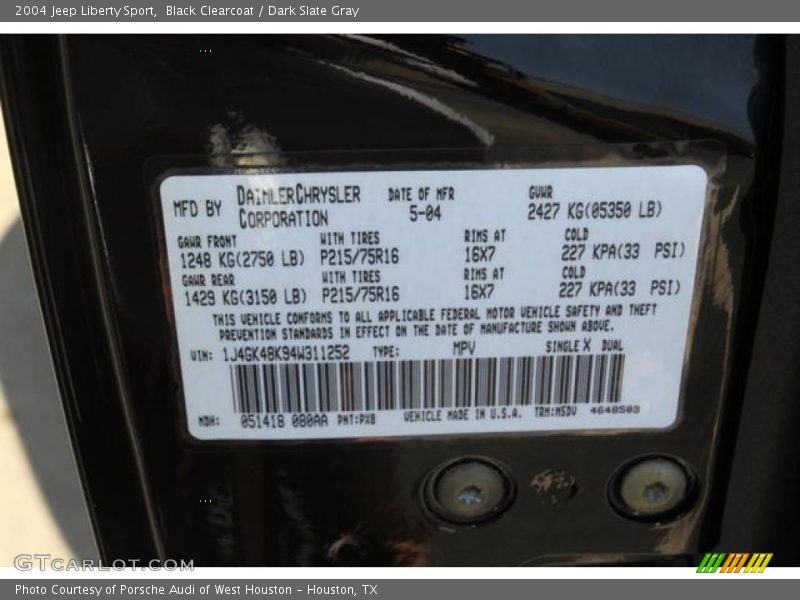 2004 Jeep Liberty Sport, Black Clearcoat / Dark Slate Gray
MFD BY DAIMLERCHRYSLER CORPORATION DATE OF MFR 5-04 GVWR 2427 KG(05350 LB)
GAWR FRONT WITH TIRES RIMS AT COLD
1248 KG(2750 LB) P215/75R16 16X7 227 KPA(33 PSI)
GAWR REAR WITH TIRES RIMS AT COLD
1429 KG(3150 LB) P215/75R16 16X7 227 KPA(33 PSI)
THIS VEHICLE CONFORMS TO ALL APPLICABLE FEDERAL MOTOR VEHICLE SAFETY AND THEFT
PREVENTION STANDARDS IN EFFECT ON THE DATE OF MANUFACTURE SHOWN ABOVE.
VIN: 1J4GK48K94W311252 TYPE: MPV SINGLE X DUAL
MDH: 051418 080AA PNT:PX8 VEHICLE MADE IN U.S.A. TRM:MSDV 4648503
GTCARLOT.COM
Photo Courtesy of Porsche Audi of West Houston - Houston, TX